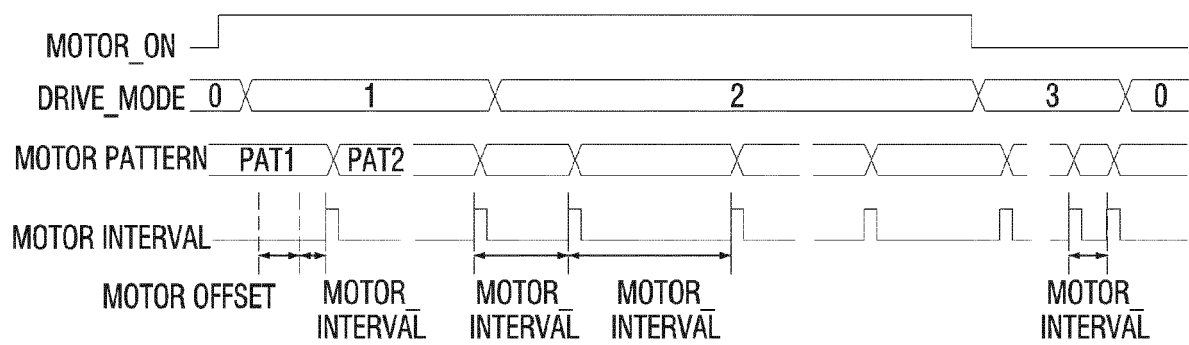 MOTOR_ON
DRIVE_MODE 0 1 2 3 0
MOTOR PATTERN PAT1 PAT2
MOTOR INTERVAL
MOTOR OFFSET MOTOR_ MOTOR_ MOTOR_ MOTOR_
INTERVAL INTERVAL INTERVAL INTERVAL